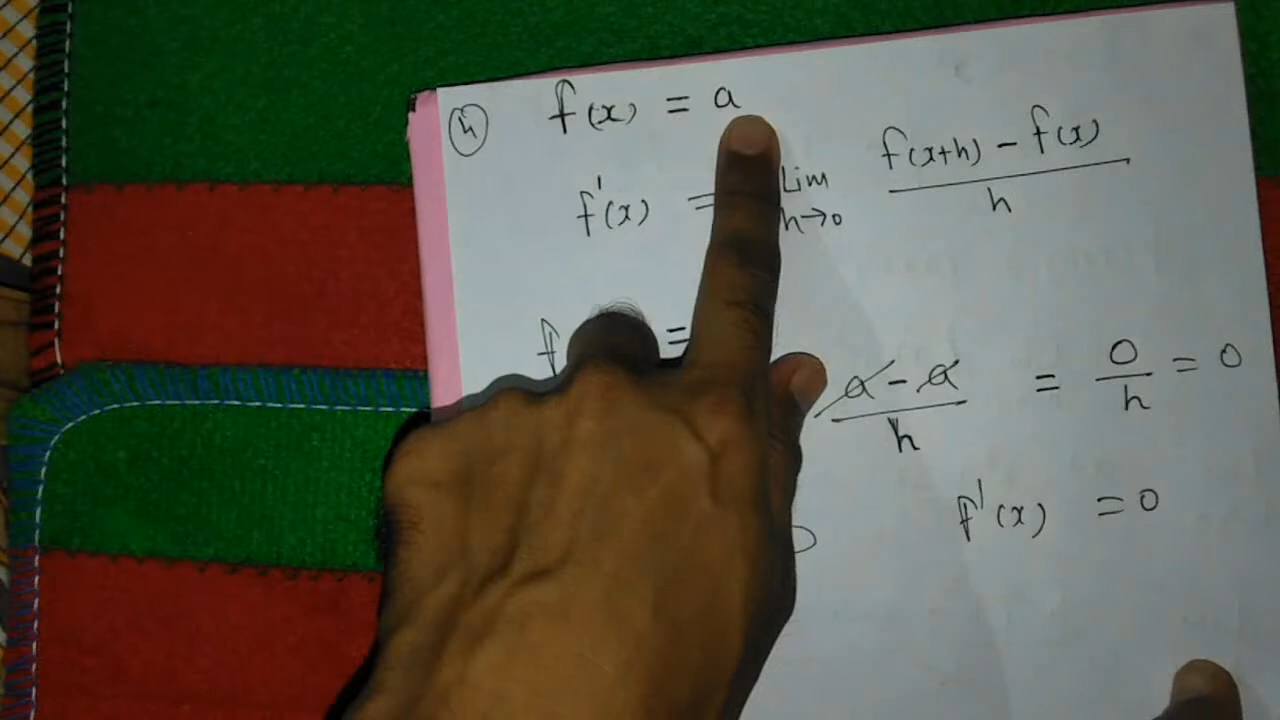 4 f(x) = a
f'(x) = Lim h→0 f(x+h) - f(x) / h
f = a - a / h = 0 / h = 0
f'(x) = 0